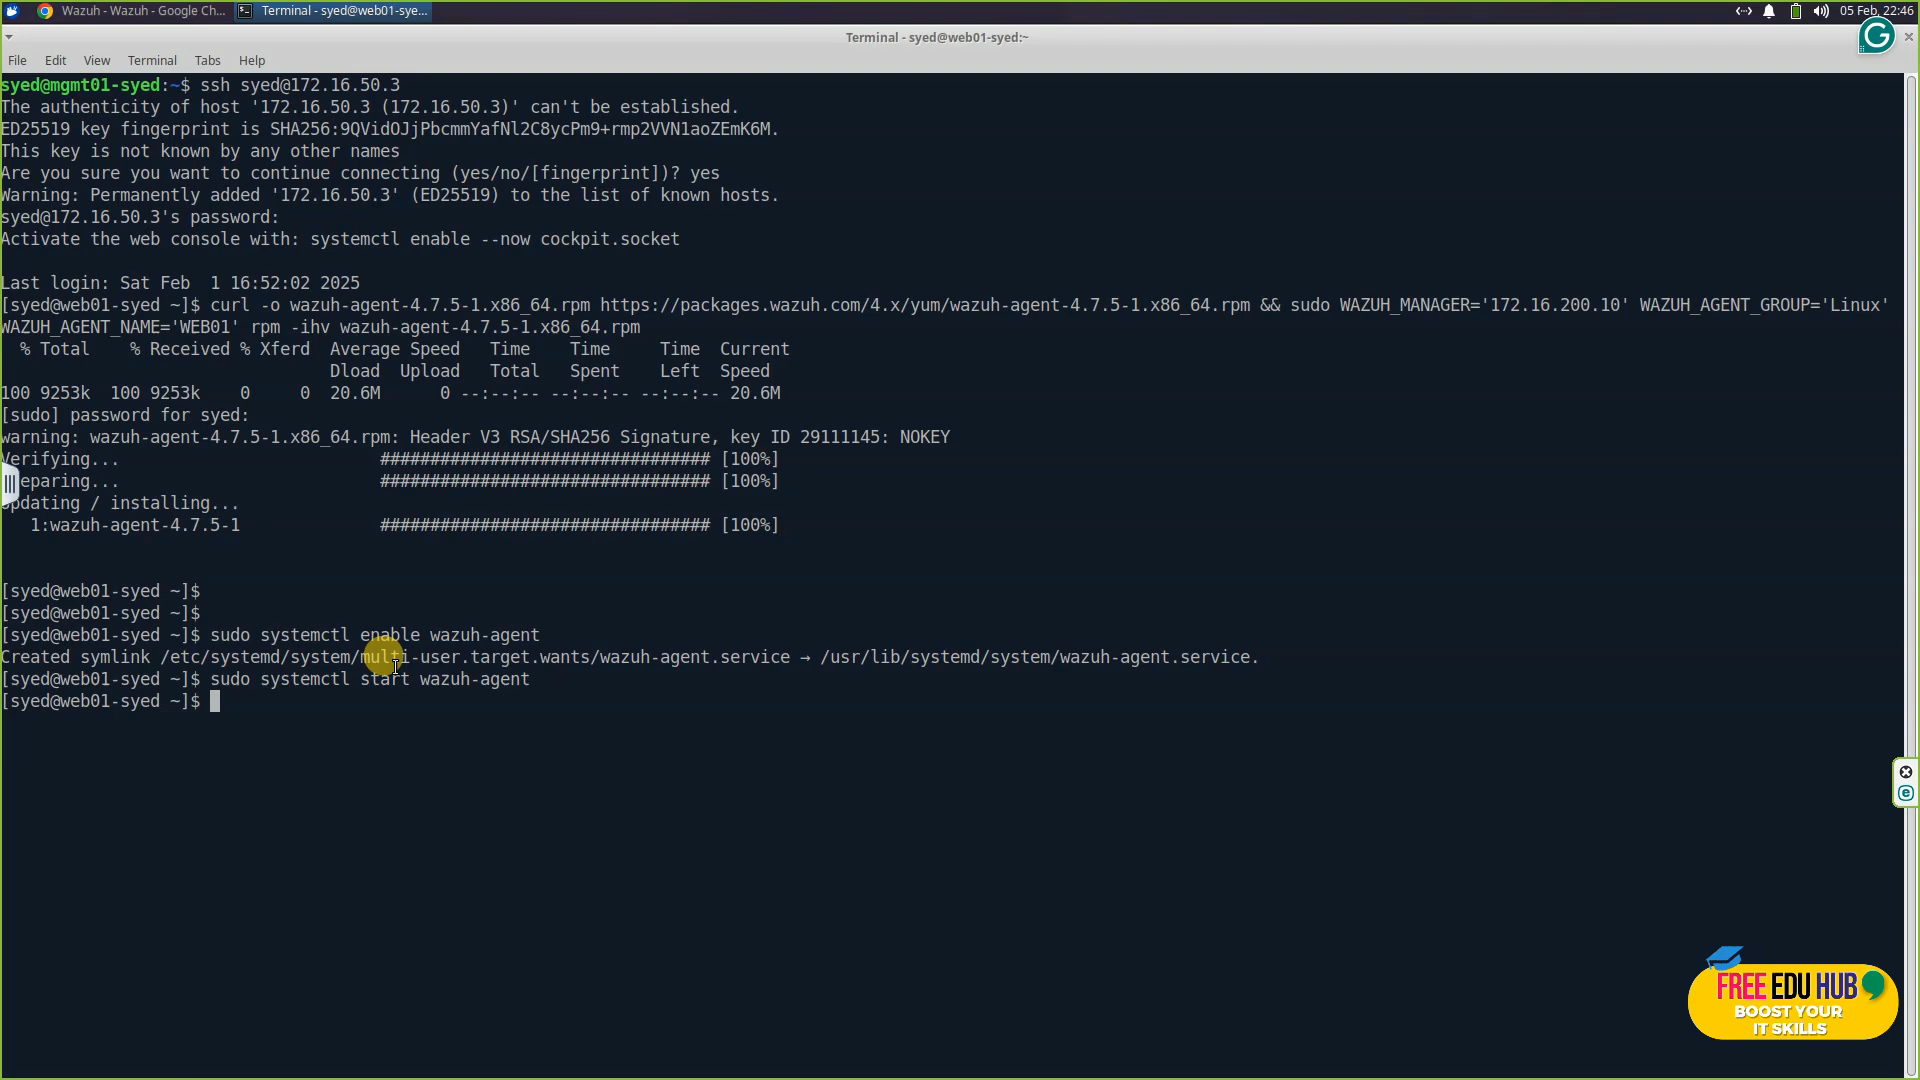 Wazuh - Wazuh - Google Ch...
Terminal - syed@web01-sye...
05 Feb, 22:46
Terminal - syed@web01-syed:~
File Edit View Terminal Tabs Help
syed@mgmt01-syed:~$ ssh syed@172.16.50.3
The authenticity of host '172.16.50.3 (172.16.50.3)' can't be established.
ED25519 key fingerprint is SHA256:9QVidOJjPbcmmYafNl2C8ycPm9+rmp2VVN1aoZEmK6M.
This key is not known by any other names
Are you sure you want to continue connecting (yes/no/[fingerprint])? yes
Warning: Permanently added '172.16.50.3' (ED25519) to the list of known hosts.
syed@172.16.50.3's password:
Activate the web console with: systemctl enable --now cockpit.socket
Last login: Sat Feb  1 16:52:02 2025
[syed@web01-syed ~]$ curl -o wazuh-agent-4.7.5-1.x86_64.rpm https://packages.wazuh.com/4.x/yum/wazuh-agent-4.7.5-1.x86_64.rpm && sudo WAZUH_MANAGER='172.16.200.10' WAZUH_AGENT_GROUP='Linux'
WAZUH_AGENT_NAME='WEB01' rpm -ihv wazuh-agent-4.7.5-1.x86_64.rpm
  % Total    % Received % Xferd  Average Speed   Time    Time     Time  Current
                                 Dload  Upload   Total   Spent    Left  Speed
100 9253k  100 9253k    0     0  20.6M      0 --:--:-- --:--:-- --:--:-- 20.6M
[sudo] password for syed:
warning: wazuh-agent-4.7.5-1.x86_64.rpm: Header V3 RSA/SHA256 Signature, key ID 29111145: NOKEY
Verifying...                          ################################# [100%]
eparing...                          ################################# [100%]
pdating / installing...
   1:wazuh-agent-4.7.5-1              ################################# [100%]
[syed@web01-syed ~]$
[syed@web01-syed ~]$
[syed@web01-syed ~]$ sudo systemctl enable wazuh-agent
Created symlink /etc/systemd/system/multi-user.target.wants/wazuh-agent.service → /usr/lib/systemd/system/wazuh-agent.service.
[syed@web01-syed ~]$ sudo systemctl start wazuh-agent
[syed@web01-syed ~]$
FREE EDU HUB
BOOST YOUR
IT SKILLS